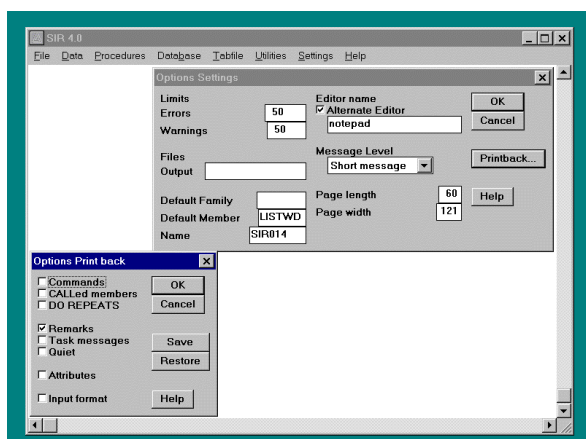 SIR 4.0
File Data Procedures Database Tabfile Utilities Settings Help
Options Settings
Limits
Errors 50
Warnings 50
Files
Output
Default Family
Default Member LISTWD
Name SIR014
Editor name
Alternate Editor
notepad
Message Level
Short message
Page length 60
Page width 121
OK
Cancel
Printback...
Help
Options Print back
Commands
CALLed members
DO REPEATS
Remarks
Task messages
Quiet
Attributes
Input format
OK
Cancel
Save
Restore
Help